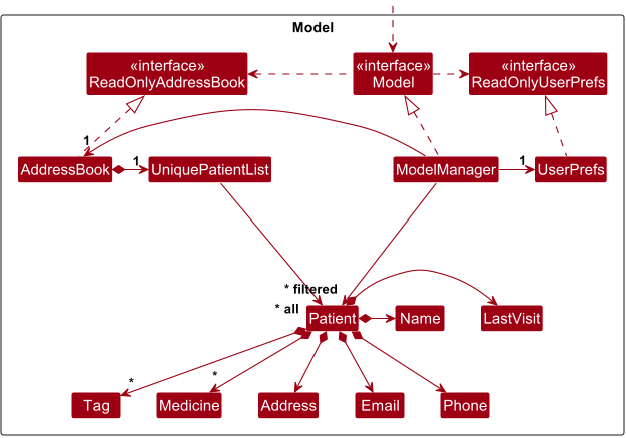 Model
«interface»
ReadOnlyAddressBook
«interface»
Model
«interface»
ReadOnlyUserPrefs
1
AddressBook
1
UniquePatientList
ModelManager
1
UserPrefs
* filtered
* all
Patient
Name
LastVisit
*
*
Tag
Medicine
Address
Email
Phone